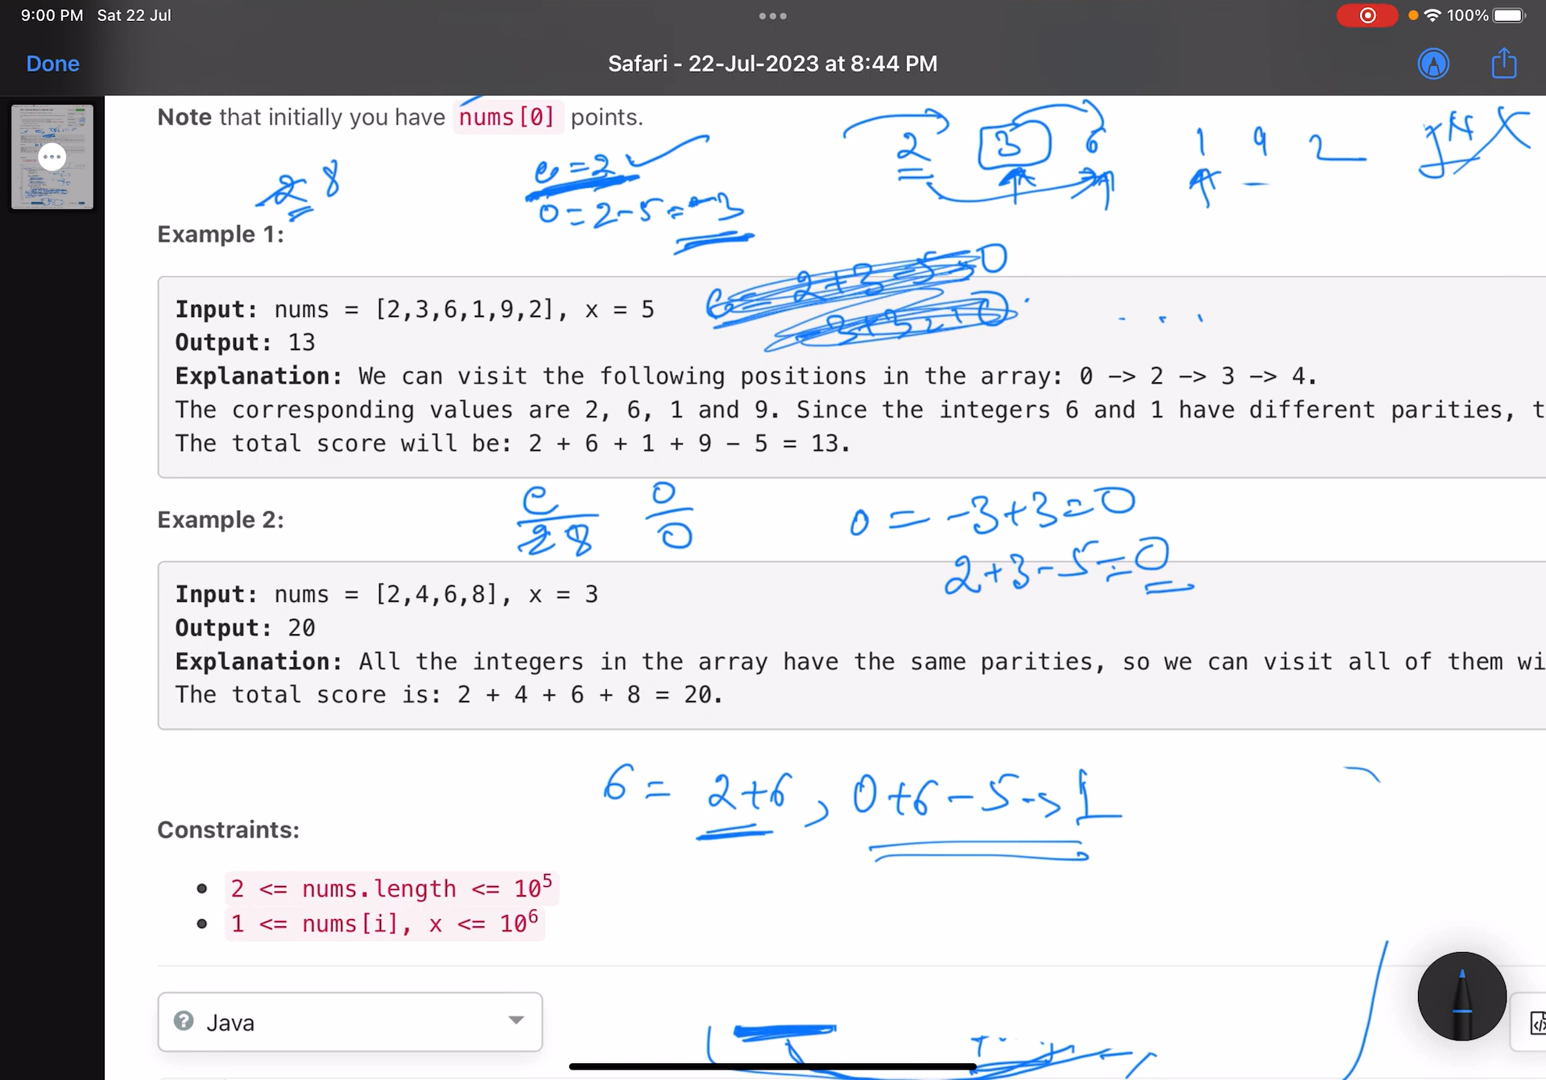 9:00 PM Sat 22 Jul
100%
Done
Safari - 22-Jul-2023 at 8:44 PM
Note that initially you have nums[0] points.
2 3 6 1 9 2
2 8
e = 2
0 = 2-5 = -3
Example 1:
Input: nums = [2,3,6,1,9,2], x = 5
Output: 13
Explanation: We can visit the following positions in the array: 0 -> 2 -> 3 -> 4.
The corresponding values are 2, 6, 1 and 9. Since the integers 6 and 1 have different parities, t
The total score will be: 2 + 6 + 1 + 9 - 5 = 13.
Example 2:
e 0
2 8 0
0 = -3+3=0
2+3-5=0
Input: nums = [2,4,6,8], x = 3
Output: 20
Explanation: All the integers in the array have the same parities, so we can visit all of them wi
The total score is: 2 + 4 + 6 + 8 = 20.
6 = 2+6, 0+6-5->1
Constraints:
2 <= nums.length <= 10⁵
1 <= nums[i], x <= 10⁶
Java